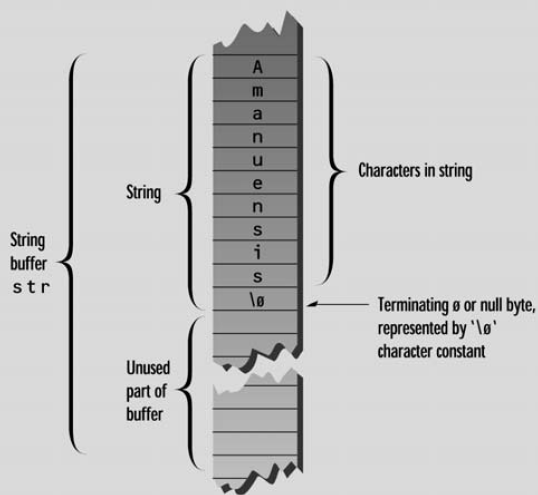 A
m
a
n
u
e
n
s
i
s
\ø
String
Characters in string
String
buffer
str
Terminating ø or null byte,
represented by '\ø'
character constant
Unused
part of
buffer